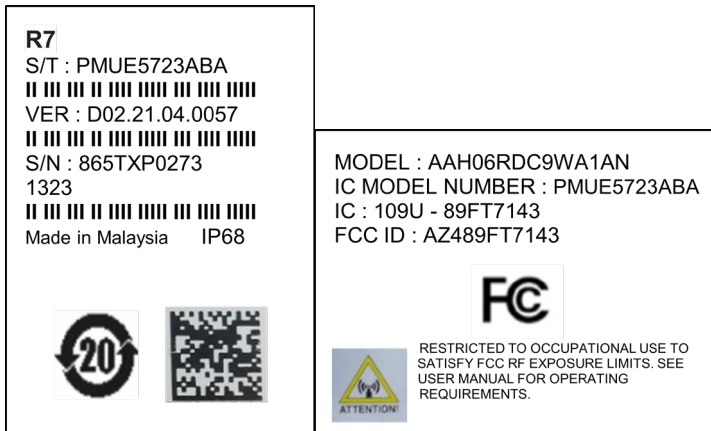 R7
S/T : PMUE5723ABA
VER : D02.21.04.0057
S/N : 865TXP0273
1323
Made in Malaysia IP68
20
MODEL : AAH06RDC9WA1AN
IC MODEL NUMBER : PMUE5723ABA
IC : 109U - 89FT7143
FCC ID : AZ489FT7143
FC
ATTENTION!
RESTRICTED TO OCCUPATIONAL USE TO
SATISFY FCC RF EXPOSURE LIMITS. SEE
USER MANUAL FOR OPERATING
REQUIREMENTS.